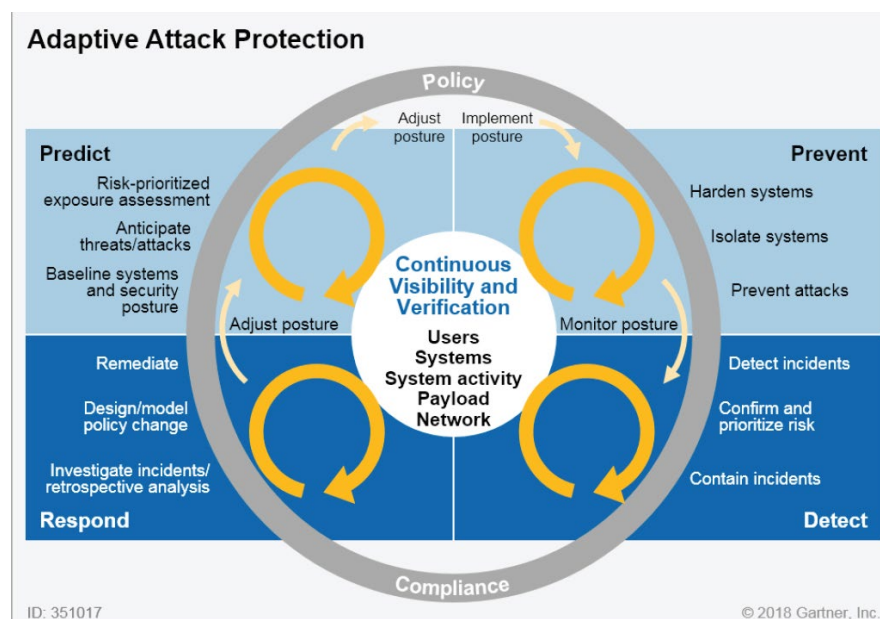 Adaptive Attack Protection
Policy
Adjust
posture
Implement
posture
Predict
Prevent
Risk-prioritized
exposure assessment
Anticipate
threats/attacks
Baseline systems
and security
posture
Harden systems
Isolate systems
Prevent attacks
Continuous
Visibility and
Verification
Users
Systems
System activity
Payload
Network
Adjust posture
Monitor posture
Remediate
Design/model
policy change
Investigate incidents/
retrospective analysis
Respond
Detect incidents
Confirm and
prioritize risk
Contain incidents
Detect
Compliance
ID: 351017
© 2018 Gartner, Inc.